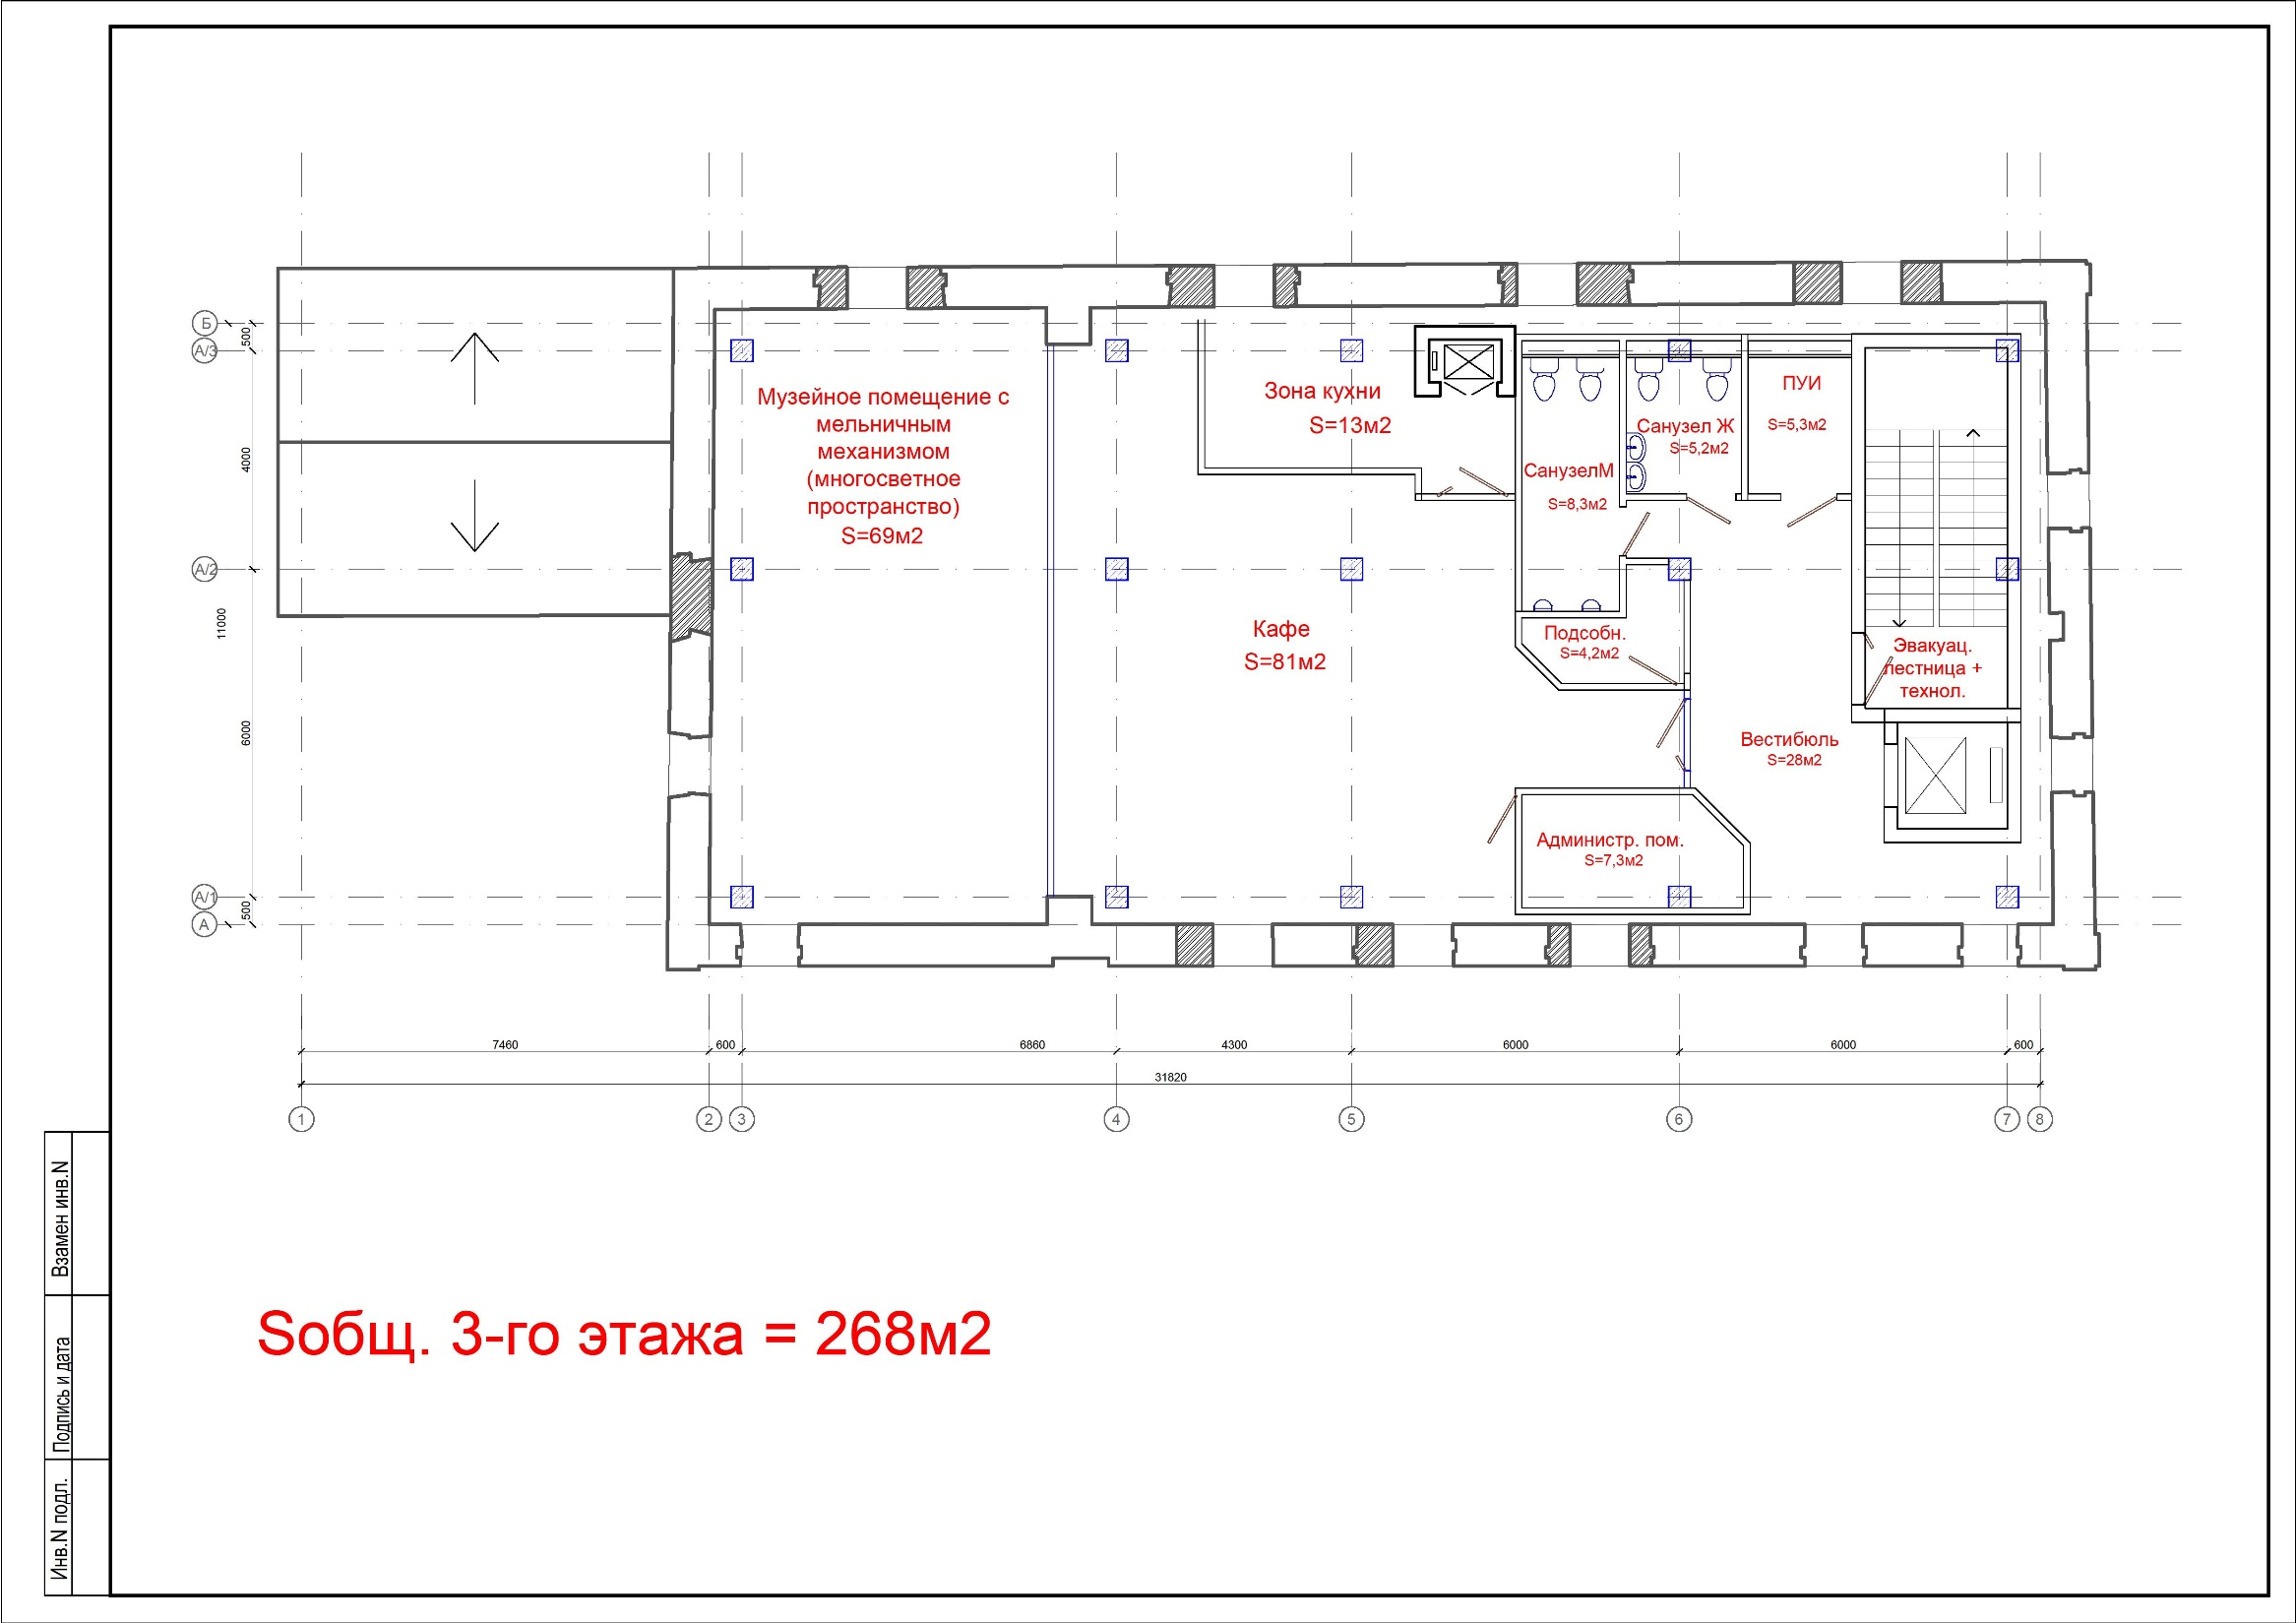 Б
А/3
А/2
А/1
А
500
4000
11000
6000
500
Музейное помещение с
мельничным
механизмом
(многосветное
пространство)
S=69м2
Зона кухни
S=13м2
СанузелМ
S=8,3м2
Санузел Ж
S=5,2м2
ПУИ
S=5,3м2
Кафе
S=81м2
Подсобн.
S=4,2м2
Эвакуац.
лестница +
технол.
Вестибюль
S=28м2
Администр. пом.
S=7,3м2
7460
600
6860
4300
6000
6000
600
31820
1
2
3
4
5
6
7
8
Sобщ. 3-го этажа = 268м2
Взамен инв.N
Подпись и дата
Инв.N подл.